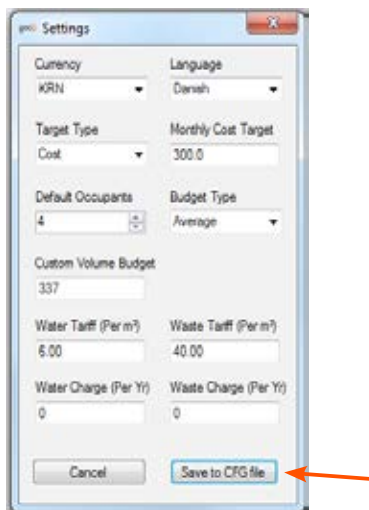 Settings
Currency Language
KRN Danish
Target Type Monthly Cost Target
Cost 300.0
Default Occupants Budget Type
4 Average
Custom Volume Budget
337
Water Tariff (Per m³) Waste Tariff (Per m³)
6.00 40.00
Water Charge (Per Yr) Waste Charge (Per Yr)
0 0
Cancel Save to CFG file